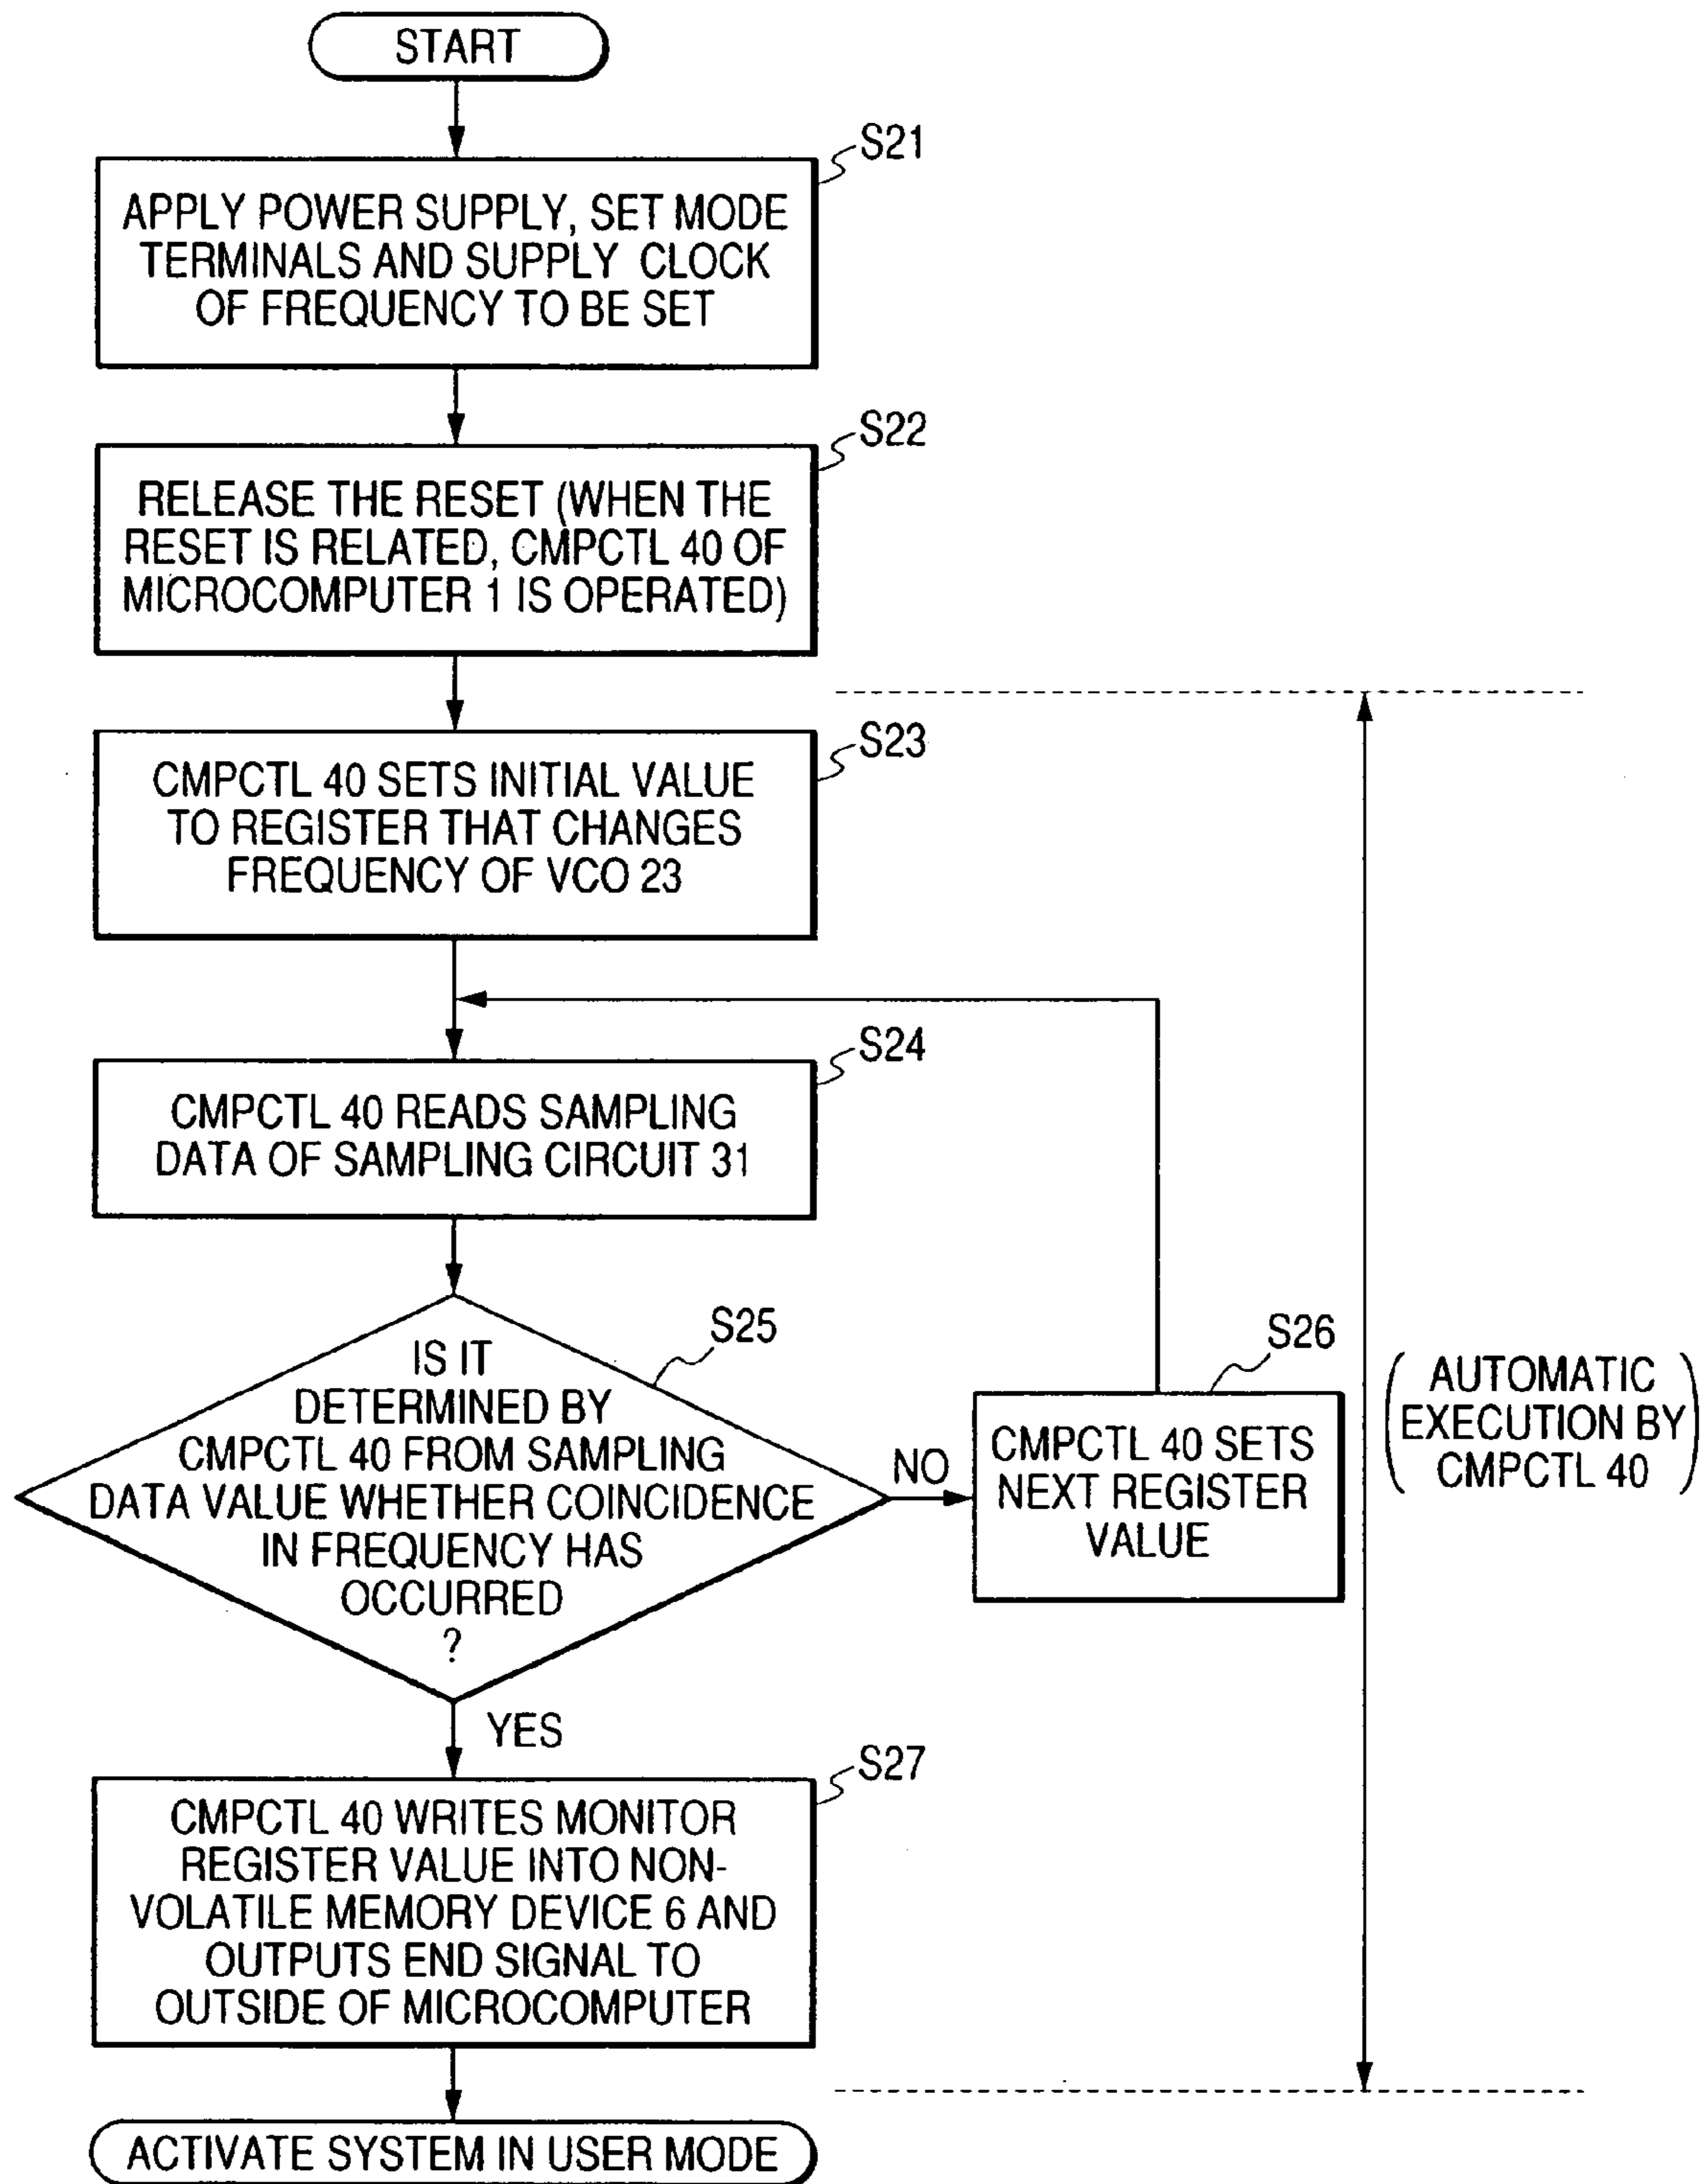 START
S21
APPLY POWER SUPPLY, SET MODE
TERMINALS AND SUPPLY CLOCK
OF FREQUENCY TO BE SET
S22
RELEASE THE RESET (WHEN THE
RESET IS RELATED, CMPCTL 40 OF
MICROCOMPUTER 1 IS OPERATED)
S23
CMPCTL 40 SETS INITIAL VALUE
TO REGISTER THAT CHANGES
FREQUENCY OF VCO 23
S24
CMPCTL 40 READS SAMPLING
DATA OF SAMPLING CIRCUIT 31
S25
IS IT
DETERMINED BY
CMPCTL 40 FROM SAMPLING
DATA VALUE WHETHER COINCIDENCE
IN FREQUENCY HAS
OCCURRED
?
NO
S26
CMPCTL 40 SETS
NEXT REGISTER
VALUE
(AUTOMATIC
EXECUTION BY
CMPCTL 40)
YES
S27
CMPCTL 40 WRITES MONITOR
REGISTER VALUE INTO NON-
VOLATILE MEMORY DEVICE 6 AND
OUTPUTS END SIGNAL TO
OUTSIDE OF MICROCOMPUTER
ACTIVATE SYSTEM IN USER MODE